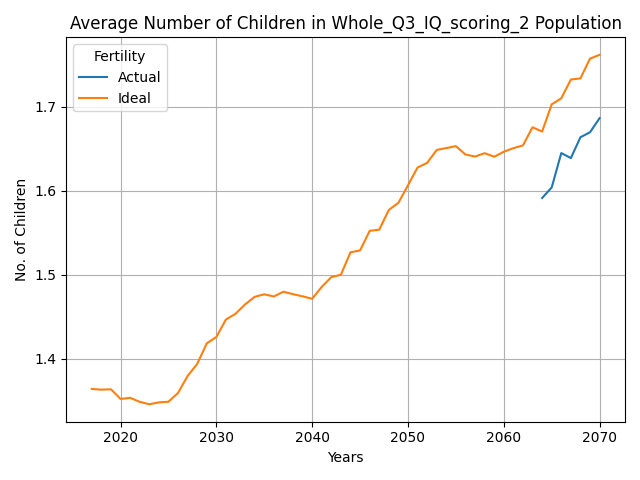 Average Number of Children in Whole_Q3_IQ_scoring_2 Population
Fertility
Actual
Ideal
No. of Children
1.7
1.6
1.5
1.4
2020 2030 2040 2050 2060 2070
Years